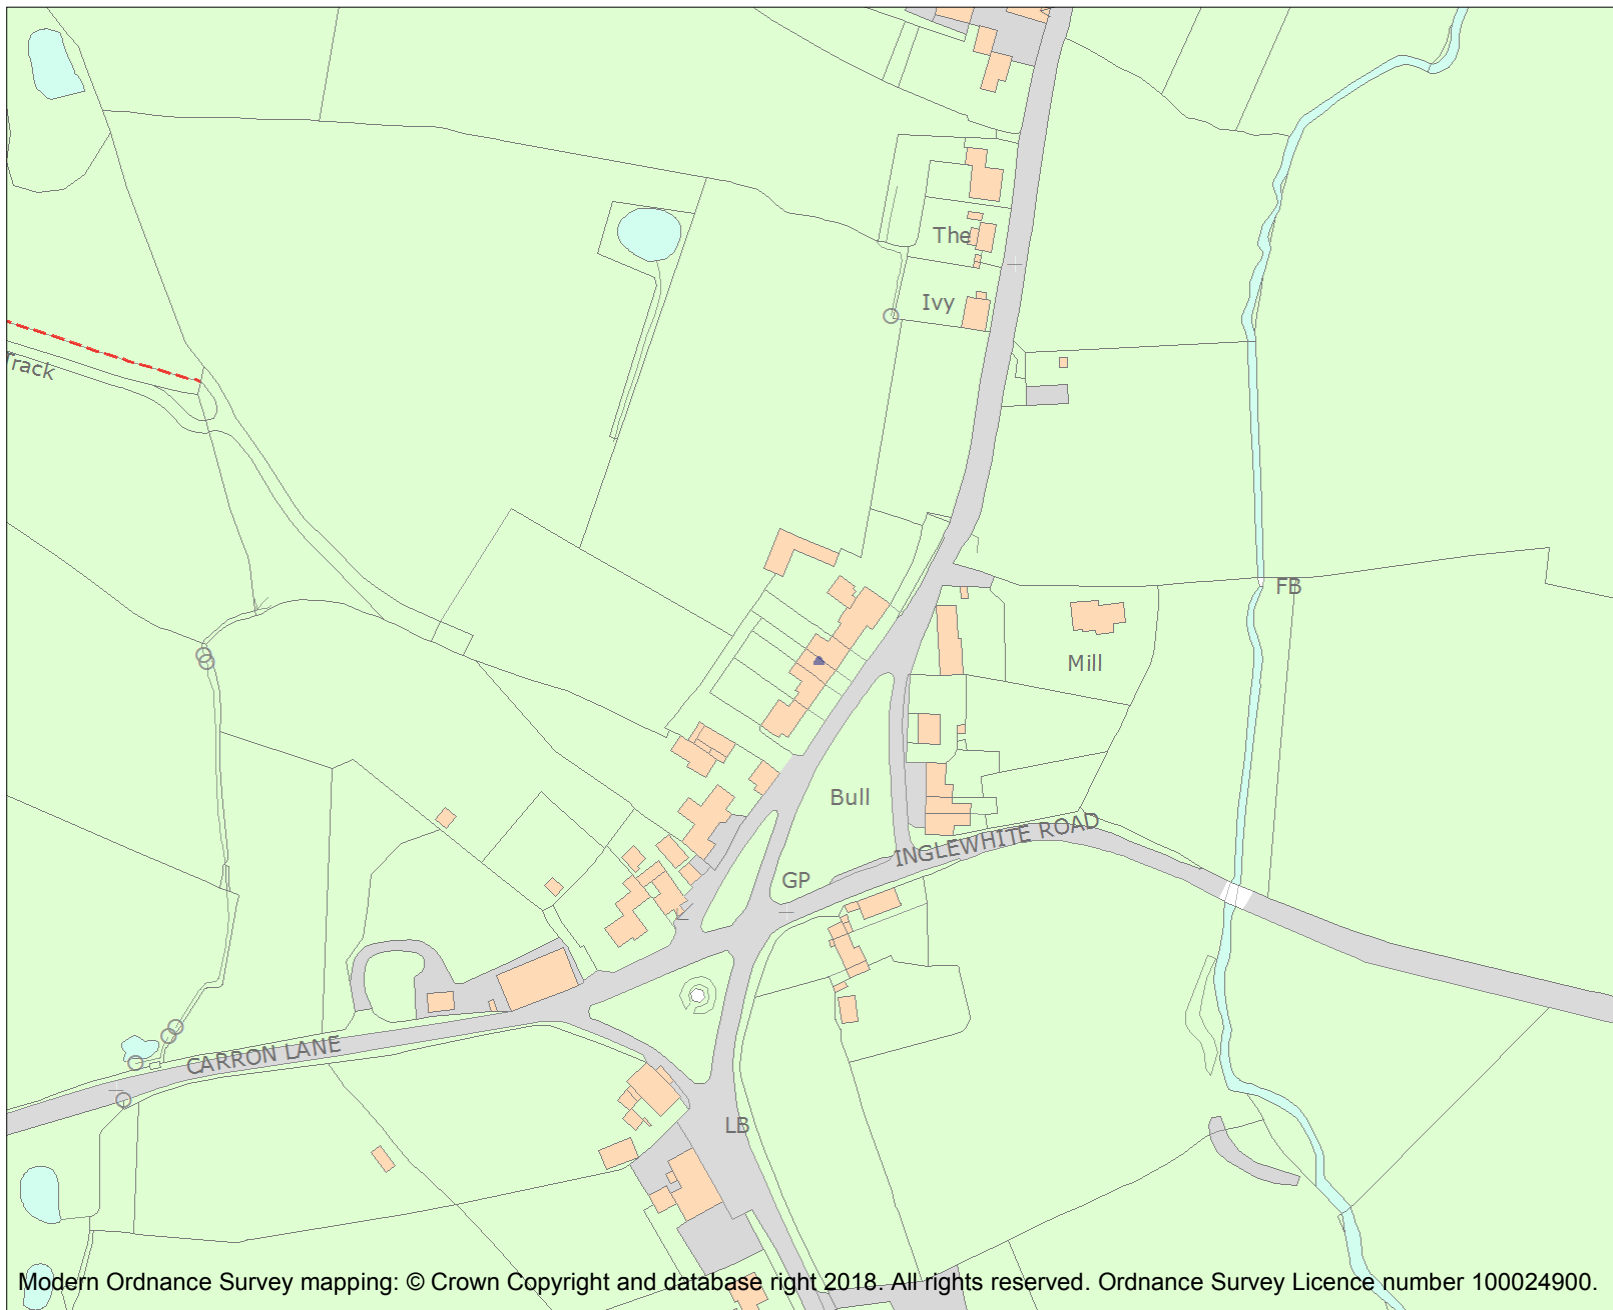 The
Ivy
Track
FB
Mill
Bull
INGLEWHITE ROAD
GP
CARRON LANE
LB
Modern Ordnance Survey mapping: © Crown Copyright and database right 2018. All rights reserved. Ordnance Survey Licence number 100024900.